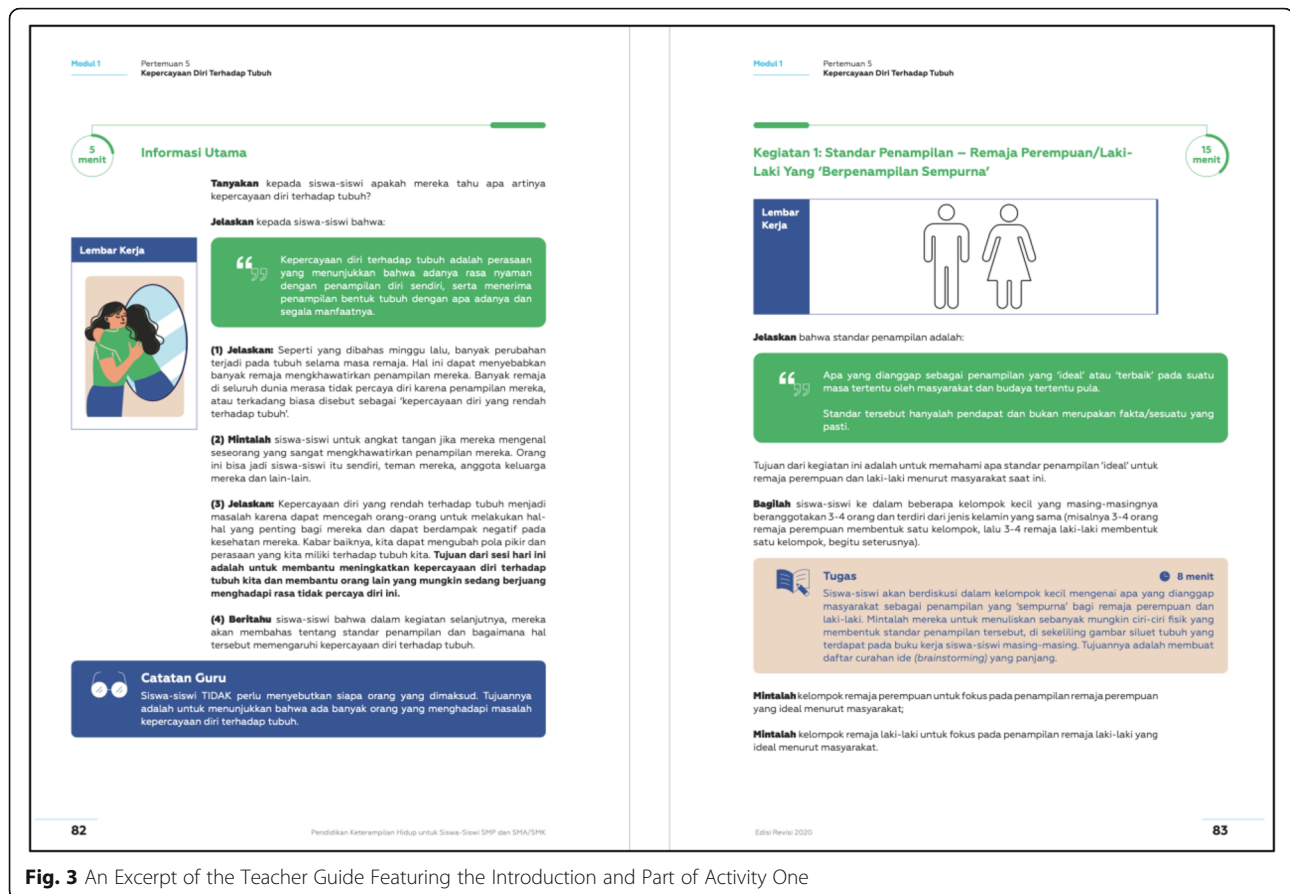 Modul 1
Pertemuan 5
Kepercayaan Diri Terhadap Tubuh
5
menit
Informasi Utama
Tanyakan kepada siswa-siswi apakah mereka tahu apa artinya
kepercayaan diri terhadap tubuh?
Jelaskan kepada siswa-siswi bahwa:
Lembar Kerja
Kepercayaan diri terhadap tubuh adalah perasaan
yang menunjukkan bahwa adanya rasa nyaman
dengan penampilan diri sendiri, serta menerima
penampilan bentuk tubuh dengan apa adanya dan
segala manfaatnya.
(1) Jelaskan: Seperti yang dibahas minggu lalu, banyak perubahan
terjadi pada tubuh selama masa remaja. Hal ini dapat menyebabkan
banyak remaja mengkhawatirkan penampilan mereka. Banyak remaja
di seluruh dunia merasa tidak percaya diri karena penampilan mereka,
atau terkadang biasa disebut sebagai 'kepercayaan diri yang rendah
terhadap tubuh'.
(2) Mintalah siswa-siswi untuk angkat tangan jika mereka mengenal
seseorang yang sangat mengkhawatirkan penampilan mereka. Orang
ini bisa jadi siswa-siswi itu sendiri, teman mereka, anggota keluarga
mereka dan lain-lain.
(3) Jelaskan: Kepercayaan diri yang rendah terhadap tubuh menjadi
masalah karena dapat mencegah orang-orang untuk melakukan hal-
hal yang penting bagi mereka dan dapat berdampak negatif pada
kesehatan mereka. Kabar baiknya, kita dapat mengubah pola pikir dan
perasaan yang kita miliki terhadap tubuh kita. Tujuan dari sesi hari ini
adalah untuk membantu meningkatkan kepercayaan diri terhadap
tubuh kita dan membantu orang lain yang mungkin sedang berjuang
menghadapi rasa tidak percaya diri ini.
(4) Beritahu siswa-siswi bahwa dalam kegiatan selanjutnya, mereka
akan membahas tentang standar penampilan dan bagaimana hal
tersebut memengaruhi kepercayaan diri terhadap tubuh.
Catatan Guru
Siswa-siswi TIDAK perlu menyebutkan siapa orang yang dimaksud. Tujuannya
adalah untuk menunjukkan bahwa ada banyak orang yang menghadapi masalah
kepercayaan diri terhadap tubuh.
82
Pendidikan Keterampilan Hidup untuk Siswa-Siswi SMP dan SMA/SMK
Modul 1
Pertemuan 5
Kepercayaan Diri Terhadap Tubuh
Kegiatan 1: Standar Penampilan – Remaja Perempuan/Laki-
Laki Yang 'Berpenampilan Sempurna'
15
menit
Lembar
Kerja
Jelaskan bahwa standar penampilan adalah:
Apa yang dianggap sebagai penampilan yang 'ideal' atau 'terbaik' pada suatu
masa tertentu oleh masyarakat dan budaya tertentu pula.
Standar tersebut hanyalah pendapat dan bukan merupakan fakta/sesuatu yang
pasti.
Tujuan dari kegiatan ini adalah untuk memahami apa standar penampilan 'ideal' untuk
remaja perempuan dan laki-laki menurut masyarakat saat ini.
Bagilah siswa-siswi ke dalam beberapa kelompok kecil yang masing-masingnya
beranggotakan 3-4 orang dan terdiri dari jenis kelamin yang sama (misalnya 3-4 orang
remaja perempuan membentuk satu kelompok, lalu 3-4 remaja laki-laki membentuk
satu kelompok, begitu seterusnya).
Tugas
8 menit
Siswa-siswi akan berdiskusi dalam kelompok kecil mengenai apa yang dianggap
masyarakat sebagai penampilan yang 'sempurna' bagi remaja perempuan dan
laki-laki. Mintalah mereka untuk menuliskan sebanyak mungkin ciri-ciri fisik yang
membentuk standar penampilan tersebut, di sekeliling gambar siluet tubuh yang
terdapat pada buku kerja siswa-siswi masing-masing. Tujuannya adalah membuat
daftar curahan ide (brainstorming) yang panjang.
Mintalah kelompok remaja perempuan untuk fokus pada penampilan remaja perempuan
yang ideal menurut masyarakat;
Mintalah kelompok remaja laki-laki untuk fokus pada penampilan remaja laki-laki yang
ideal menurut masyarakat.
Edisi Revisi 2020
83
Fig. 3 An Excerpt of the Teacher Guide Featuring the Introduction and Part of Activity One